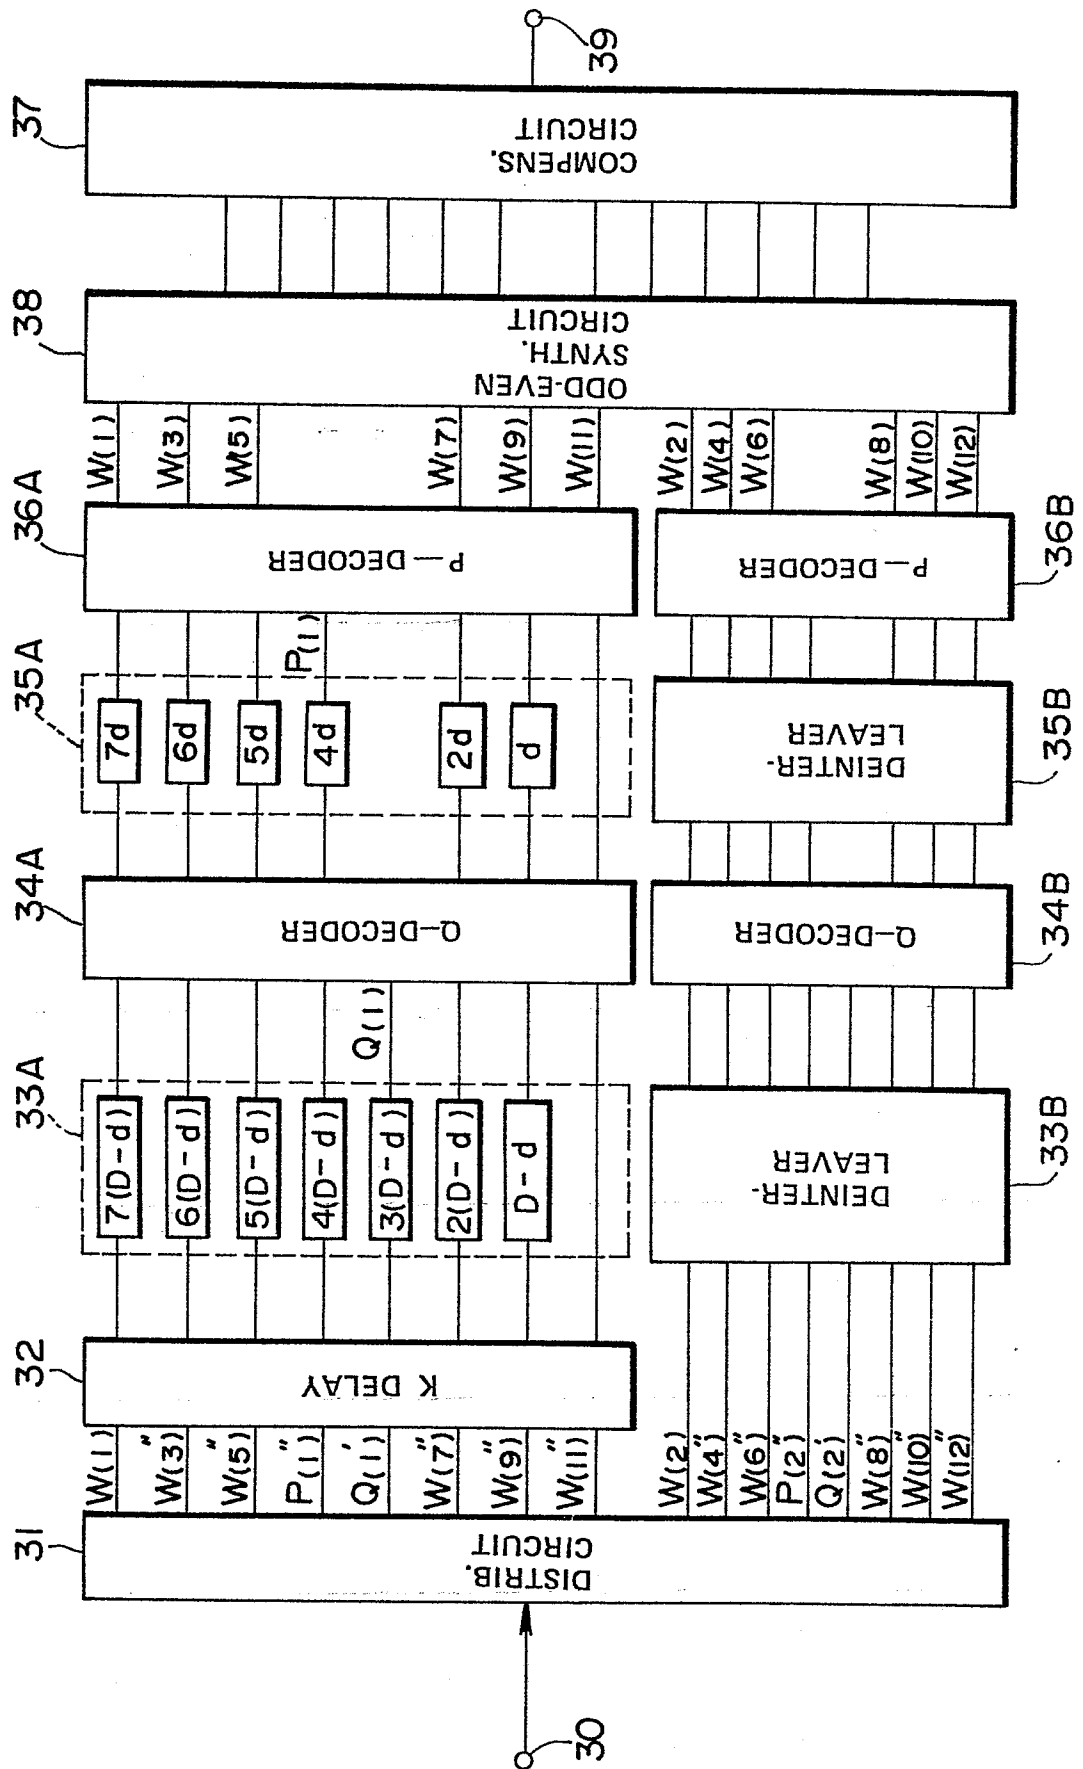 39
37
COMPENS.
CIRCUIT
38
ODD-EVEN
SYNTH.
CIRCUIT
W(1)
W(3)
W(5)
W(7)
W(9)
W(11)
W(2)
W(4)
W(6)
W(8)
W(10)
W(12)
36A
P-DECODER
P-DECODER
36B
P(1)
35A
7d
6d
5d
4d
2d
d
DEINTER-
LEAVER
35B
34A
Q-DECODER
Q-DECODER
34B
Q(1)
33A
7(D-d)
6(D-d)
5(D-d)
4(D-d)
3(D-d)
2(D-d)
D-d
DEINTER-
LEAVER
33B
32
K DELAY
W(1)"
W(3)"
W(5)"
P(1)'
Q(1)
W(7)"
W(9)"
W(11)"
W(2)"
W(4)"
W(6)"
P(2)'
Q(2)
W(8)"
W(10)"
W(12)"
31
DISTRIB.
CIRCUIT
30